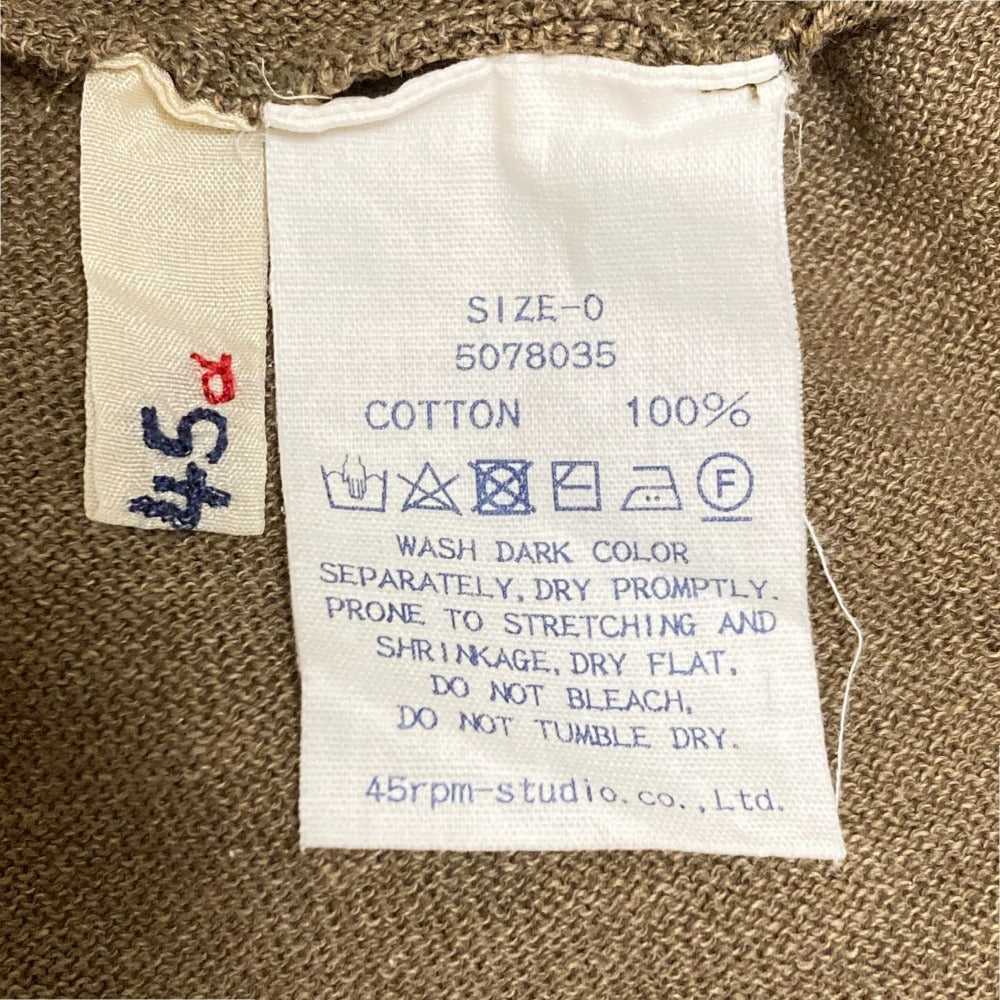 45R
SIZE-0
5078035
COTTON 100%
F
WASH DARK COLOR
SEPARATELY, DRY PROMPTLY.
PRONE TO STRETCHING AND
SHRINKAGE, DRY FLAT,
DO NOT BLEACH,
DO NOT TUMBLE DRY.
45rpm-studio.co.,Ltd.